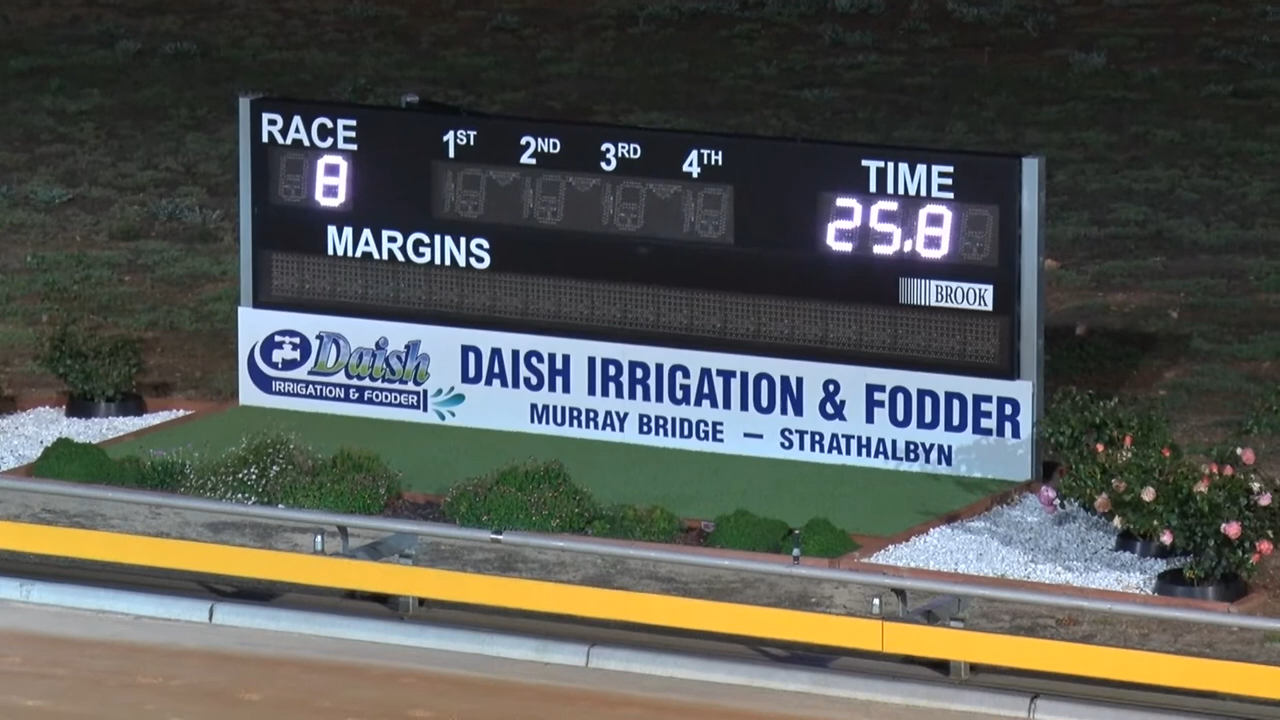 RACE 1ST 2ND 3RD 4TH TIME
8 25.8
MARGINS
BROOK
Daish
IRRIGATION & FODDER
DAISH IRRIGATION & FODDER
MURRAY BRIDGE — STRATHALBYN